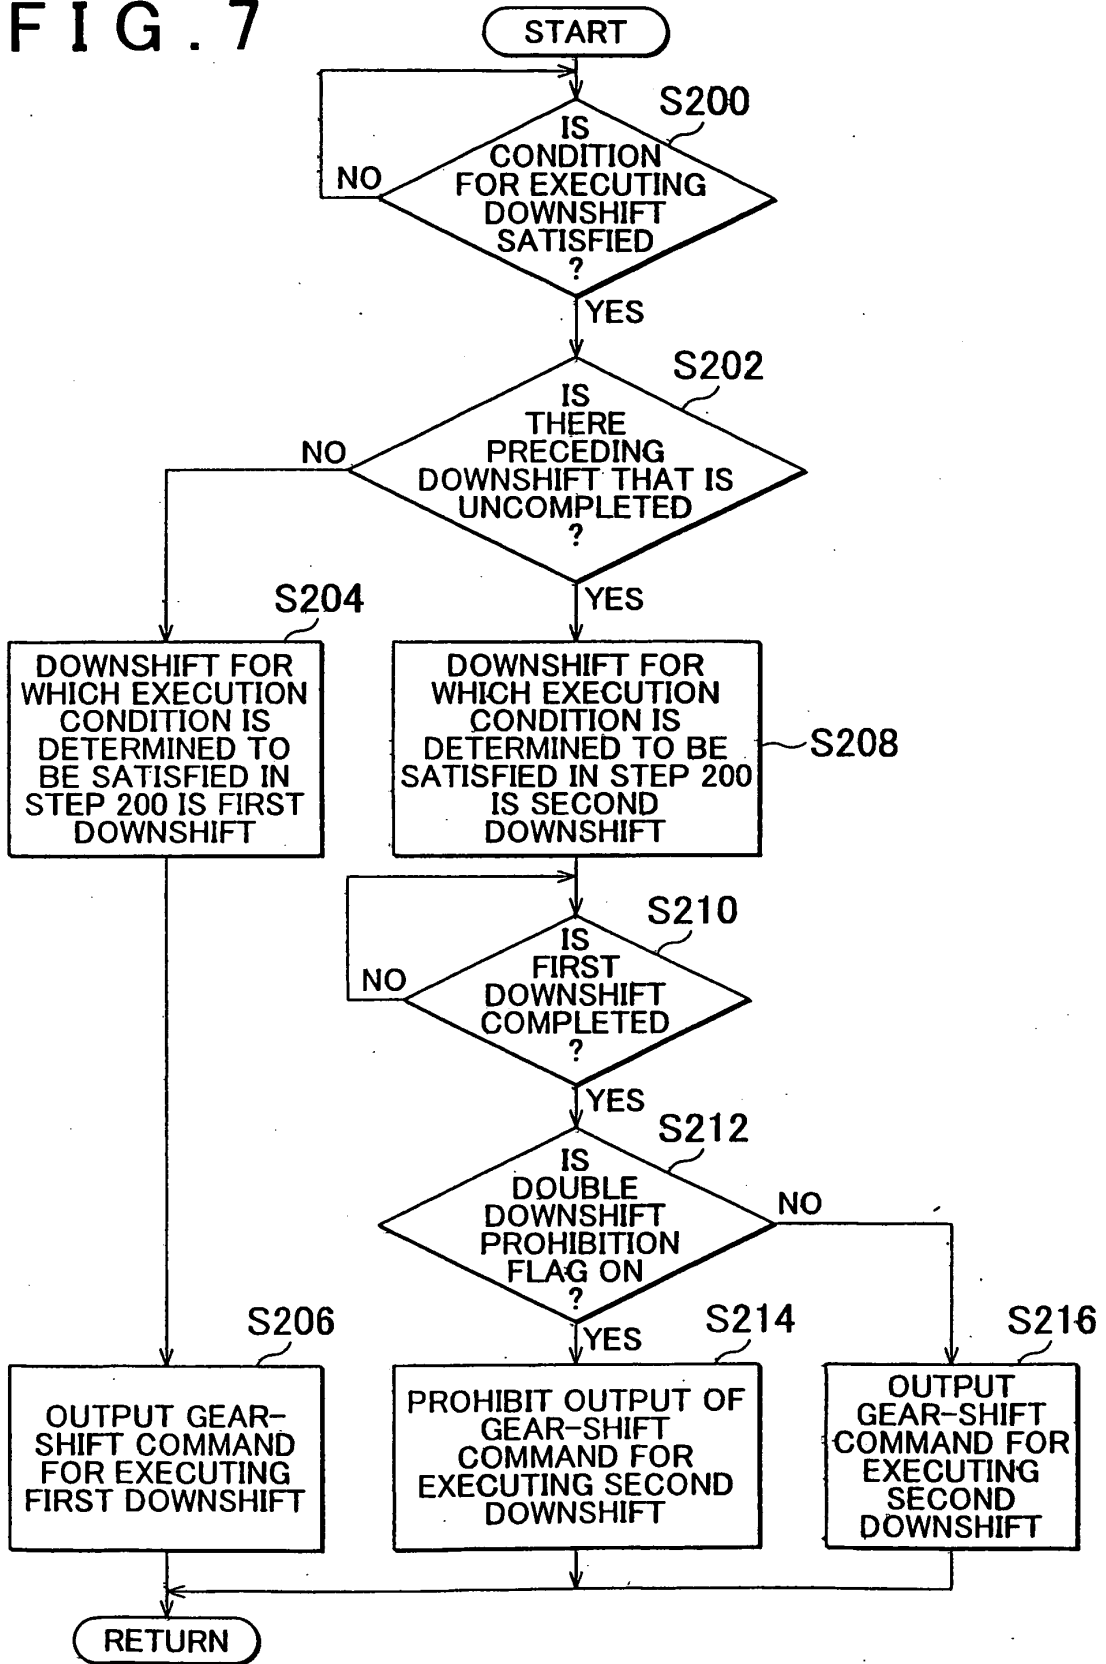 FIG.7
START
S200
IS
CONDITION
FOR EXECUTING
DOWNSHIFT
SATISFIED
?
NO
YES
S202
IS
THERE
PRECEDING
DOWNSHIFT THAT IS
UNCOMPLETED
?
NO
YES
S204
DOWNSHIFT FOR
WHICH EXECUTION
CONDITION IS
DETERMINED TO
BE SATISFIED IN
STEP 200 IS FIRST
DOWNSHIFT
DOWNSHIFT FOR
WHICH EXECUTION
CONDITION IS
DETERMINED TO BE
SATISFIED IN STEP 200
IS SECOND
DOWNSHIFT
S208
S210
IS
FIRST
DOWNSHIFT
COMPLETED
?
NO
YES
S212
IS
DOUBLE
DOWNSHIFT
PROHIBITION
FLAG ON
?
NO
YES
S206
OUTPUT GEAR-
SHIFT COMMAND
FOR EXECUTING
FIRST DOWNSHIFT
S214
PROHIBIT OUTPUT OF
GEAR-SHIFT
COMMAND FOR
EXECUTING SECOND
DOWNSHIFT
S216
OUTPUT
GEAR-SHIFT
COMMAND FOR
EXECUTING
SECOND
DOWNSHIFT
RETURN